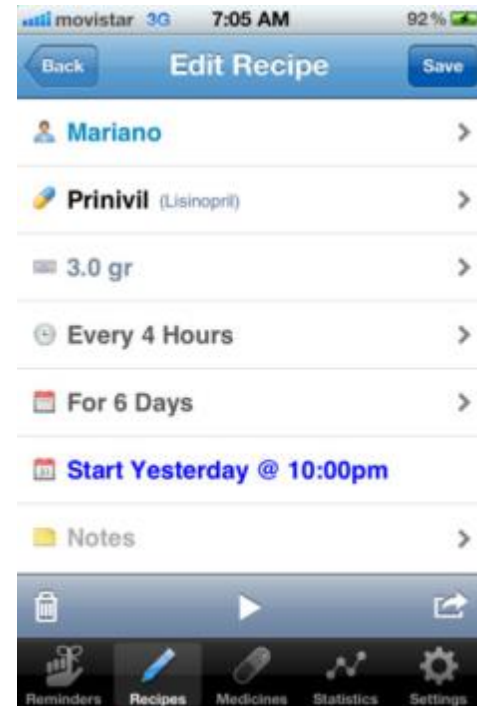 movistar 3G 7:05 AM 92%
Back Edit Recipe Save
Mariano
Prinivil (Lisinopril)
3.0 gr
Every 4 Hours
For 6 Days
Start Yesterday @ 10:00pm
Notes
Reminders Recipes Medicines Statistics Settings